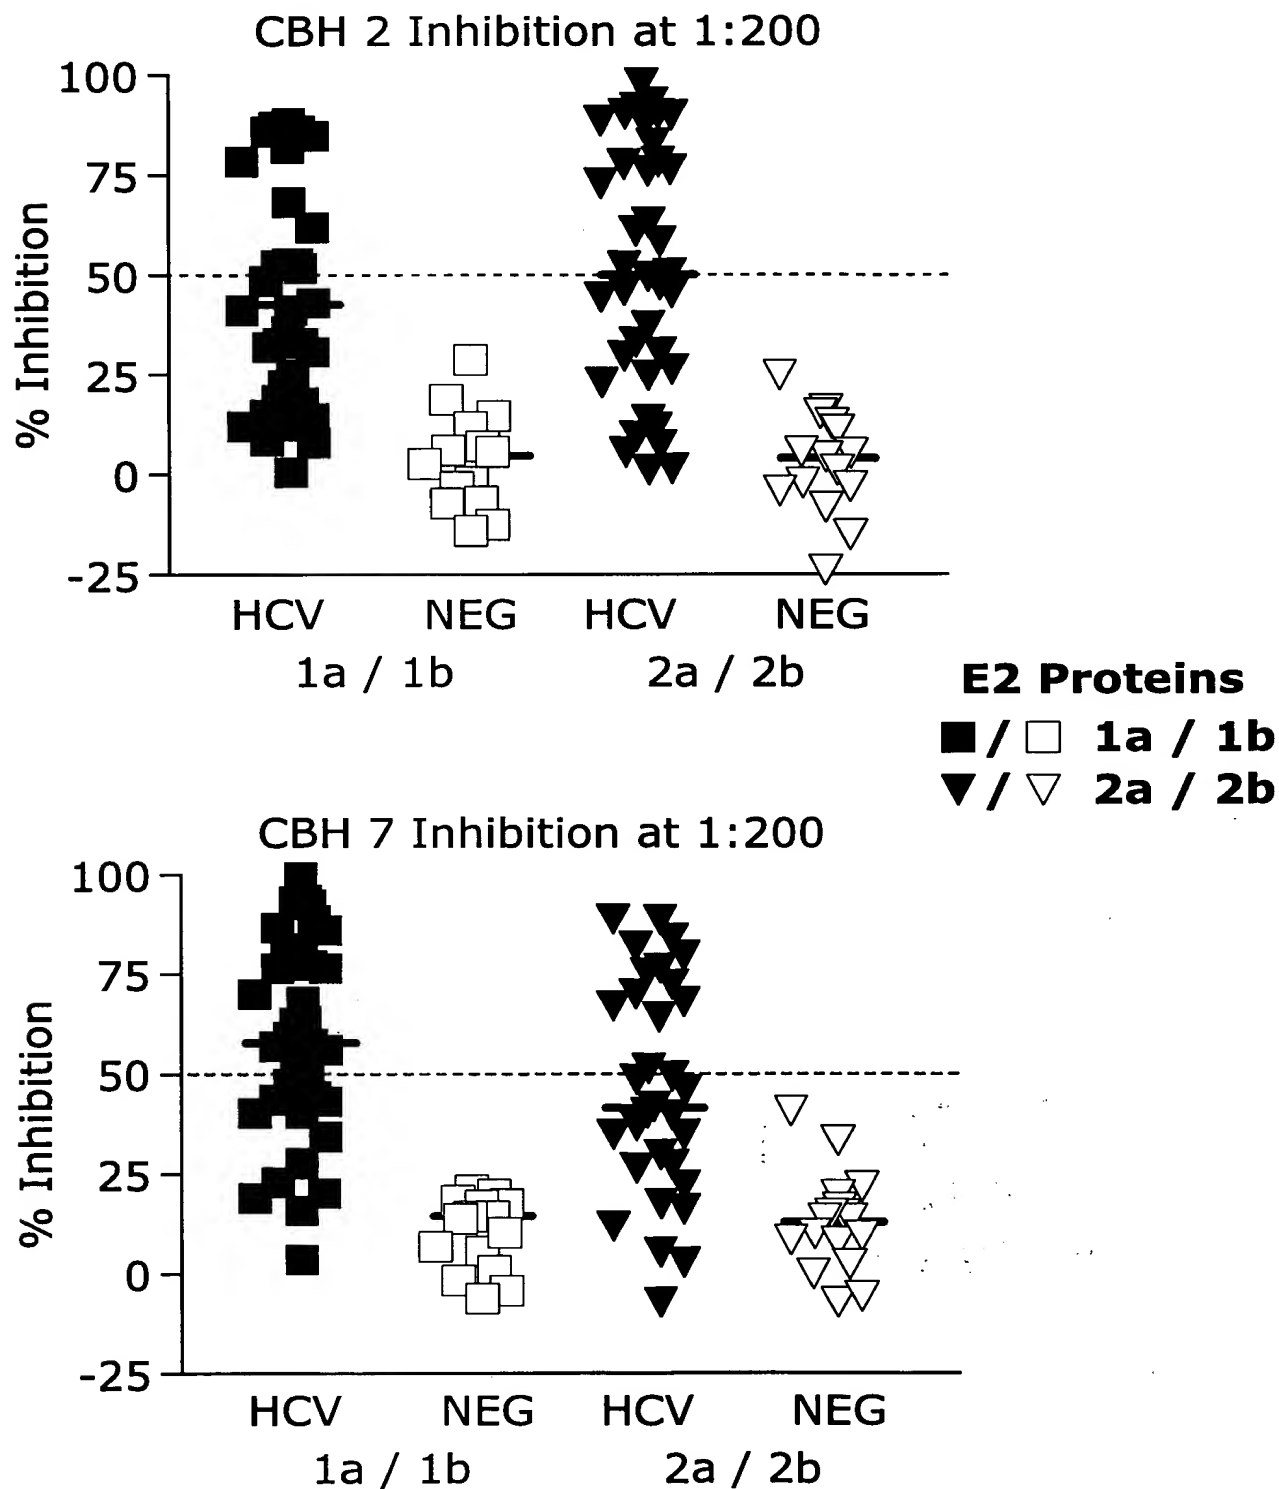 CBH 2 Inhibition at 1:200
% Inhibition
100
75
50
25
0
-25
HCV NEG HCV NEG
1a / 1b 2a / 2b
E2 Proteins
/ 1a / 1b
/ 2a / 2b
CBH 7 Inhibition at 1:200
% Inhibition
100
75
50
25
0
-25
HCV NEG HCV NEG
1a / 1b 2a / 2b